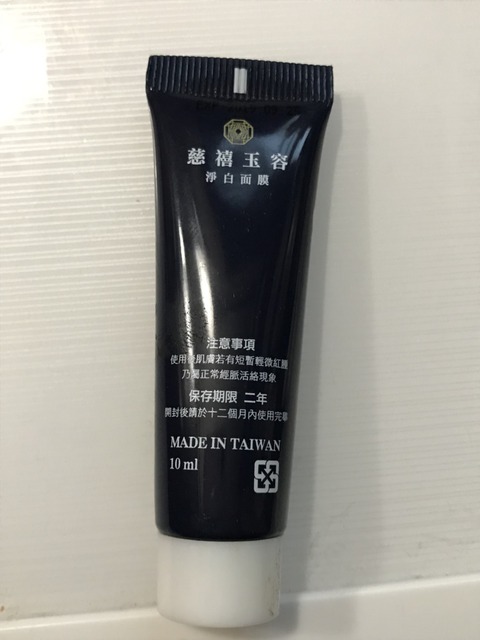 慈禧玉容
淨白面膜
注意事項
使用後肌膚若有短暫輕微紅腫
乃屬正常經脈活絡現象
保存期限 二年
開封後請於十二個月內使用完畢
MADE IN TAIWAN
10 ml